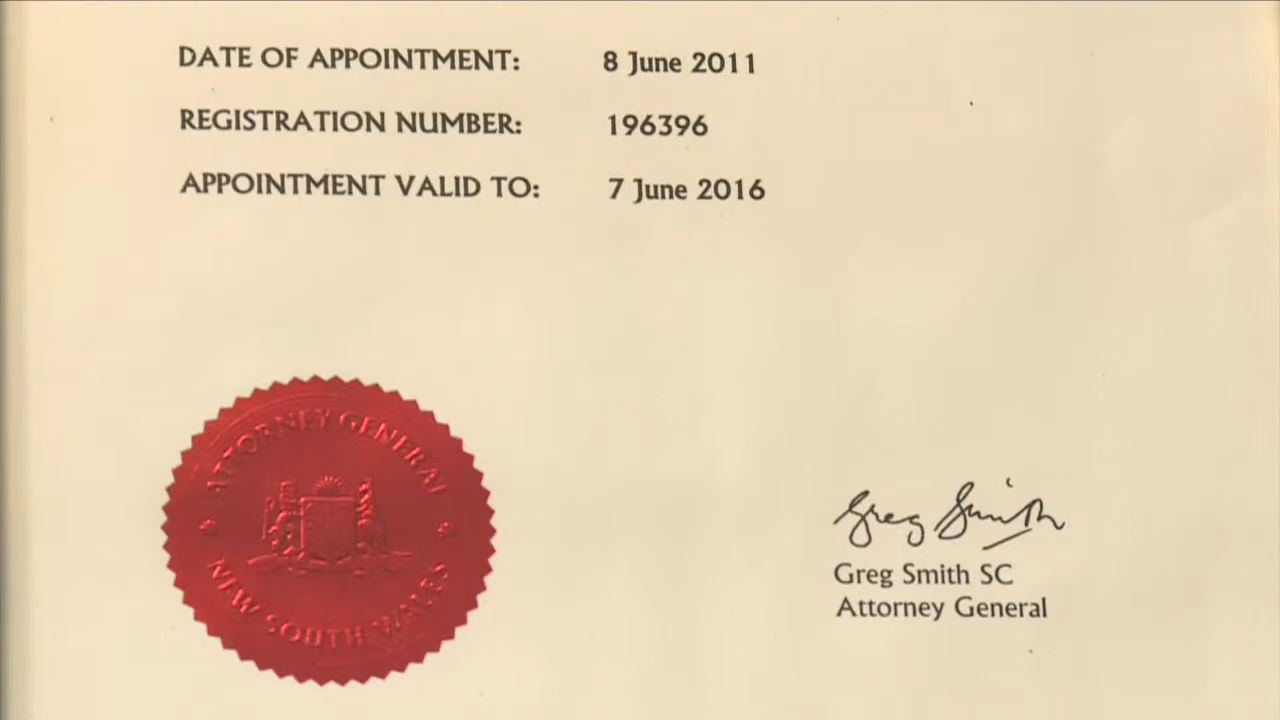 DATE OF APPOINTMENT: 8 June 2011
REGISTRATION NUMBER: 196396
APPOINTMENT VALID TO: 7 June 2016
ATTORNEY GENERAL
NEW SOUTH WALES
Greg Smith
Greg Smith SC
Attorney General